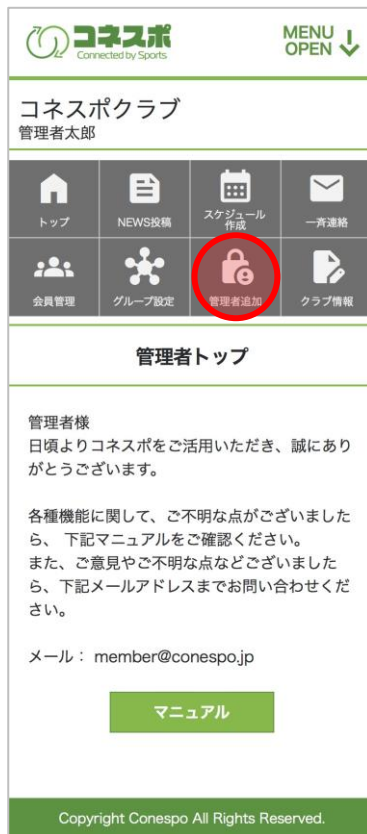 コネスポ
Connected by Sports
MENU
OPEN
コネスポクラブ
管理者太郎
トップ
NEWS投稿
スケジュール
作成
一斉連絡
会員管理
グループ設定
管理者追加
クラブ情報
管理者トップ
管理者様
日頃よりコネスポをご活用いただき、誠にあり
がとうございます。
各種機能に関して、ご不明な点がございました
ら、 下記マニュアルをご確認ください。
また、ご意見やご不明な点などございました
ら、下記メールアドレスまでお問い合わせくだ
さい。
メール： member@conespo.jp
マニュアル
Copyright Conespo All Rights Reserved.